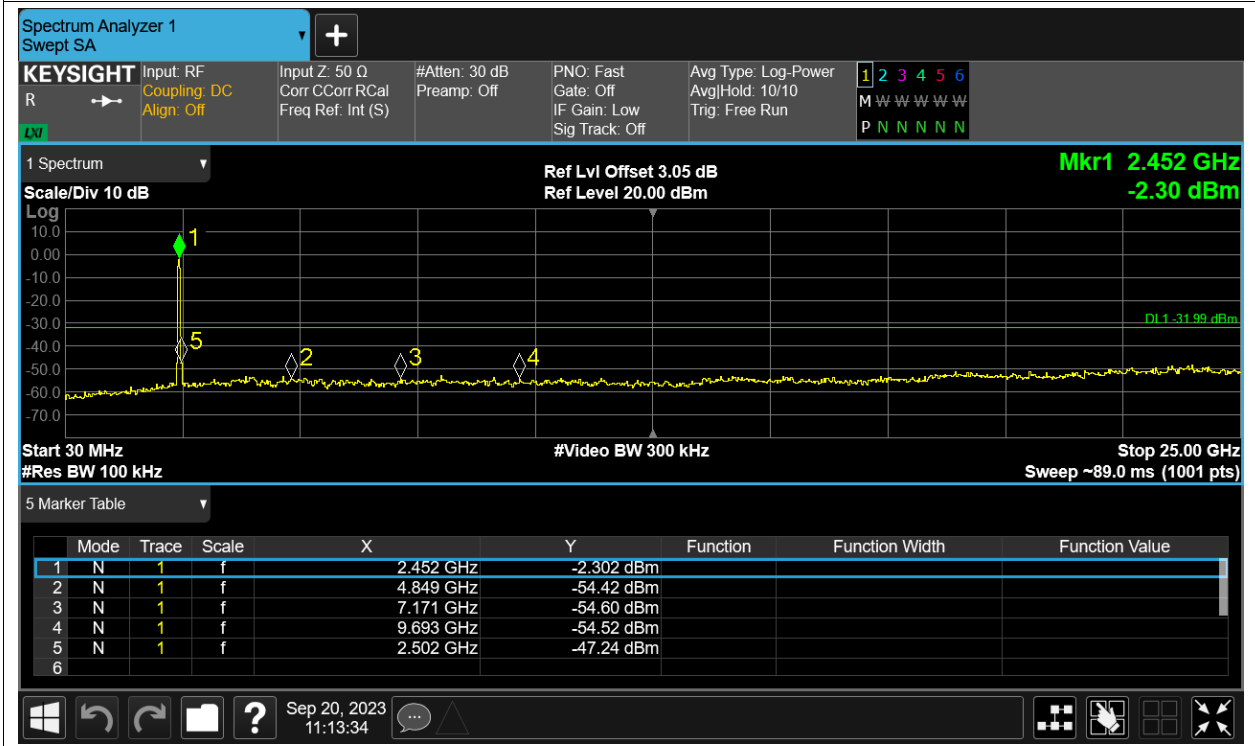 Spectrum Analyzer 1
Swept SA
KEYSIGHT
R
LXI
Input: RF
Coupling: DC
Align: Off
Input Z: 50 Ω
Corr CCorr RCal
Freq Ref: Int (S)
#Atten: 30 dB
Preamp: Off
PNO: Fast
Gate: Off
IF Gain: Low
Sig Track: Off
Avg Type: Log-Power
Avg|Hold: 10/10
Trig: Free Run
1 2 3 4 5 6
M W W W W W
P N N N N N
1 Spectrum
Scale/Div 10 dB
Ref Lvl Offset 3.05 dB
Ref Level 20.00 dBm
Mkr1 2.452 GHz
-2.30 dBm
Log
10.0
0.00
-10.0
-20.0
-30.0
-40.0
-50.0
-60.0
-70.0
1
5
2
3
4
DL1 -31.99 dBm
Start 30 MHz
#Res BW 100 kHz
#Video BW 300 kHz
Stop 25.00 GHz
Sweep ~89.0 ms (1001 pts)
5 Marker Table
Mode Trace Scale X Y Function Function Width Function Value
1 N 1 f 2.452 GHz -2.302 dBm
2 N 1 f 4.849 GHz -54.42 dBm
3 N 1 f 7.171 GHz -54.60 dBm
4 N 1 f 9.693 GHz -54.52 dBm
5 N 1 f 2.502 GHz -47.24 dBm
6
?
Sep 20, 2023
11:13:34